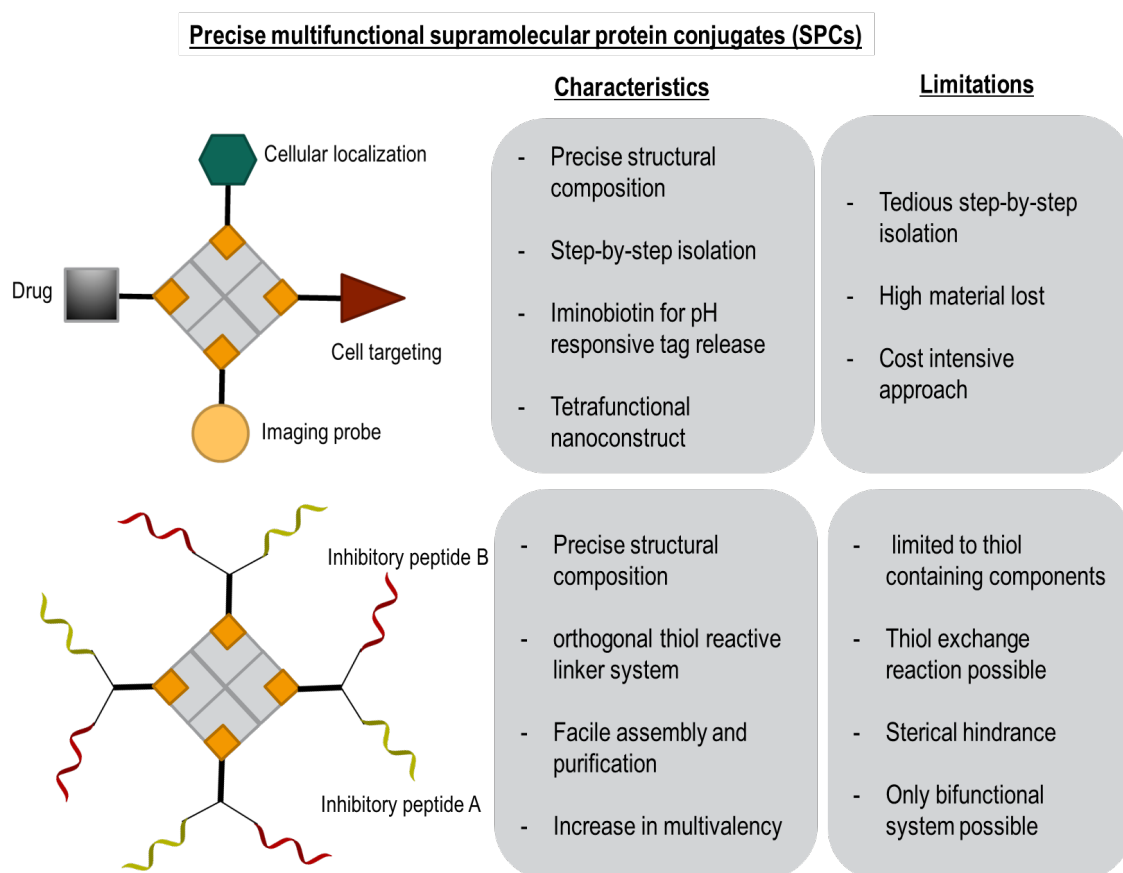 Precise multifunctional supramolecular protein conjugates (SPCs)
Characteristics
Limitations
Cellular localization
Drug
Cell targeting
Imaging probe
- Precise structural
composition
- Step-by-step isolation
- Iminobiotin for pH
responsive tag release
- Tetrafunctional
nanoconstruct
- Tedious step-by-step
isolation
- High material lost
- Cost intensive
approach
Inhibitory peptide B
Inhibitory peptide A
- Precise structural
composition
- orthogonal thiol reactive
linker system
- Facile assembly and
purification
- Increase in multivalency
- limited to thiol
containing components
- Thiol exchange
reaction possible
- Sterical hindrance
- Only bifunctional
system possible